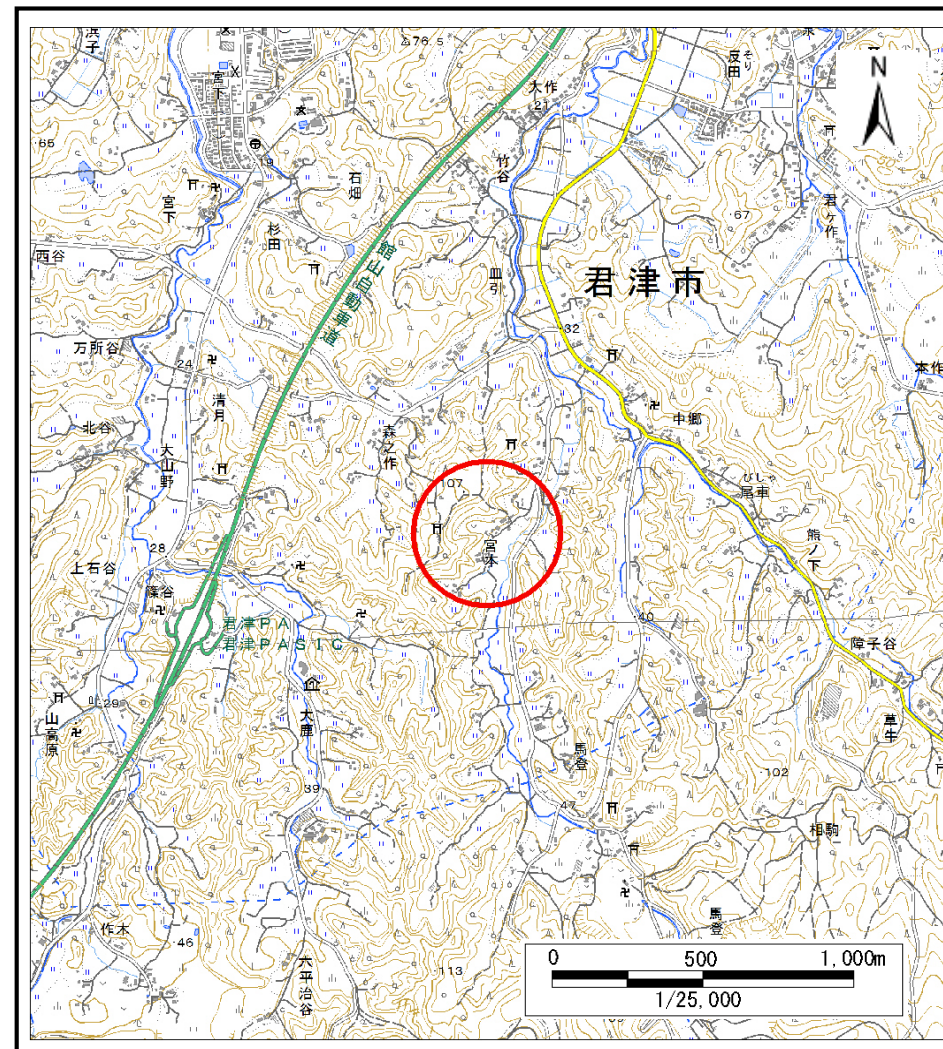 浜子
76.5
大作
21
そり
反田
N
宮下
19
65
石畑
竹谷
67
君ヶ作
宮下
杉田
西谷
館山自動車道
皿引
君津市
32
万所谷
24
清月
本作
北谷
森之作
中郷
大山野
びしゃ
尾車
107
熊ノ下
宮本
28
上石谷
篠谷
君津PA
君津PASIC
40
障子谷
29
山高原
大鹿
草牛
馬登
102
39
47
相駒
馬登
作木
46
六平治谷
113
0 500 1,000m
1/25,000